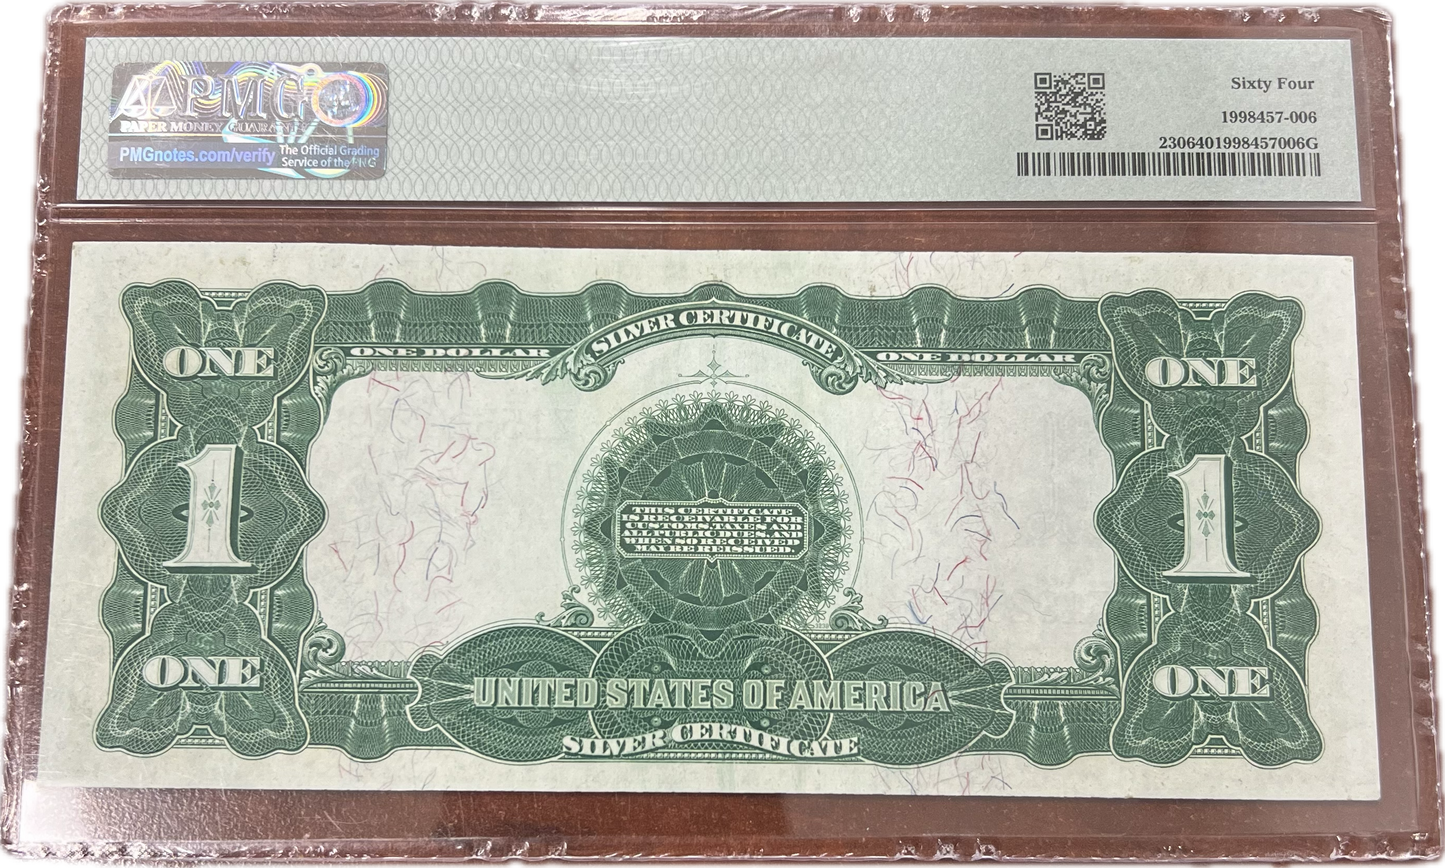 PMG
PAPER MONEY GUARANTY
PMGnotes.com/verify
The Official Grading
Service of the PNG
Sixty Four
1998457-006
2306401998457006G
SILVER CERTIFICATE
ONE DOLLAR
ONE DOLLAR
ONE
ONE
1
1
THIS CERTIFICATE
IS RECEIVABLE FOR
CUSTOMS, TAXES AND
ALL PUBLIC DUES, AND
WHEN SO RECEIVED
MAY BE REISSUED.
ONE
ONE
UNITED STATES OF AMERICA
SILVER CERTIFICATE